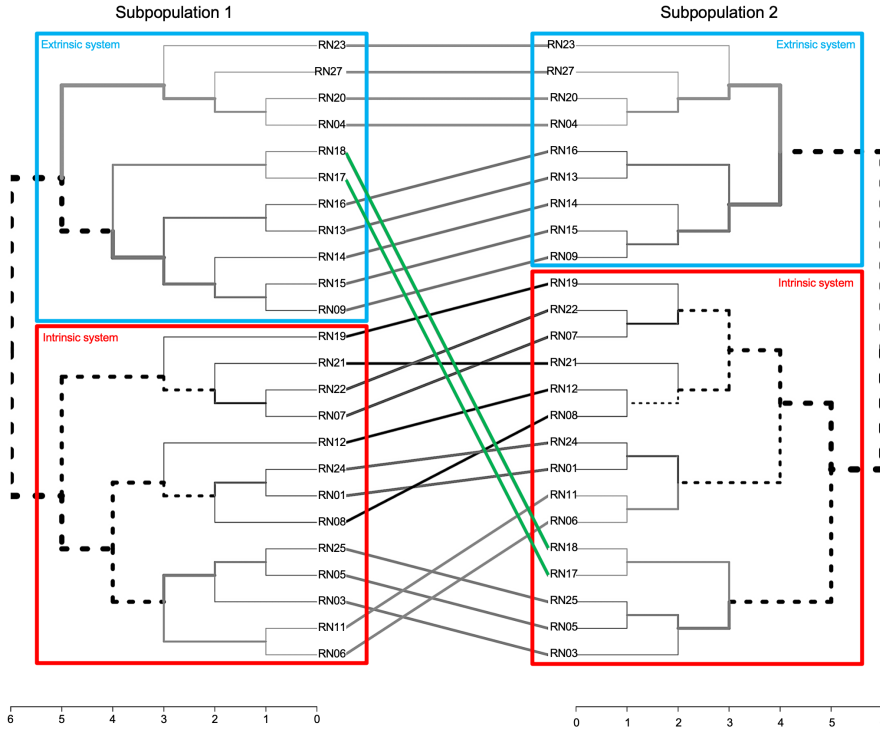 Subpopulation 1 Subpopulation 2
Extrinsic system Extrinsic system
RN23 RN23
RN27 RN27
RN20 RN20
RN04 RN04
RN18 RN16
RN17 RN13
RN16 RN14
RN13 RN15
RN14 RN09
RN15 RN19
RN09 RN22
Intrinsic system Intrinsic system
RN19 RN07
RN21 RN21
RN22 RN12
RN07 RN08
RN12 RN24
RN24 RN01
RN01 RN11
RN08 RN06
RN25 RN18
RN05 RN17
RN03 RN25
RN11 RN05
RN06 RN03
6 5 4 3 2 1 0 0 1 2 3 4 5